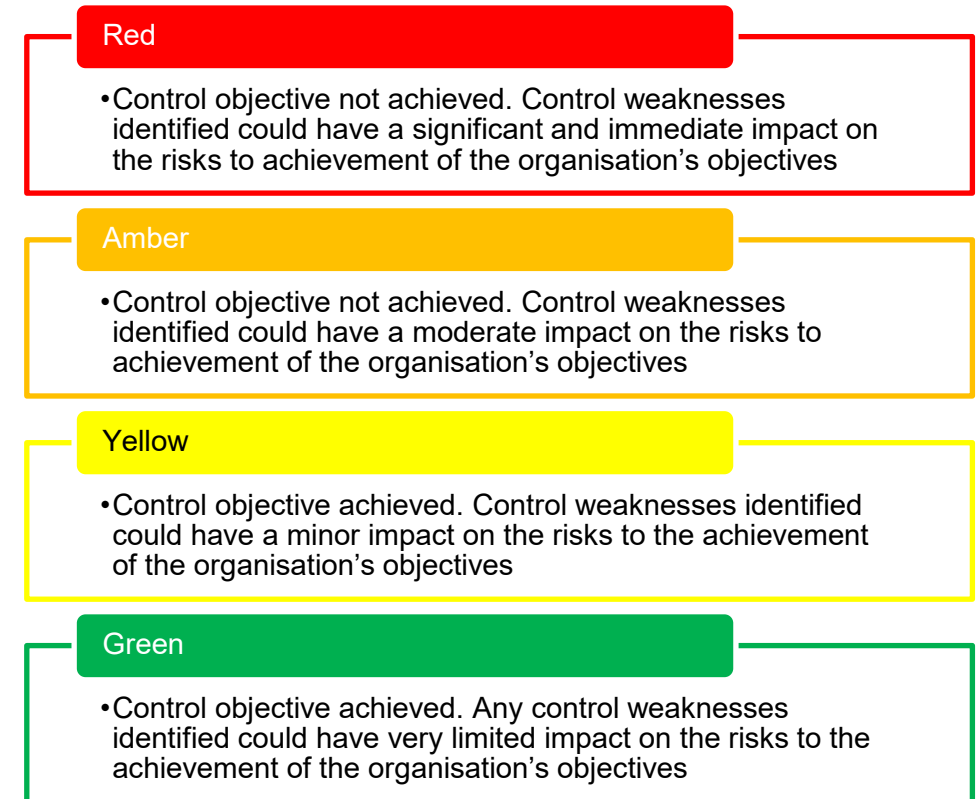 Red
•Control objective not achieved. Control weaknesses
identified could have a significant and immediate impact on
the risks to achievement of the organisation’s objectives
Amber
•Control objective not achieved. Control weaknesses
identified could have a moderate impact on the risks to
achievement of the organisation’s objectives
Yellow
•Control objective achieved. Control weaknesses identified
could have a minor impact on the risks to the achievement
of the organisation’s objectives
Green
•Control objective achieved. Any control weaknesses
identified could have very limited impact on the risks to the
achievement of the organisation’s objectives